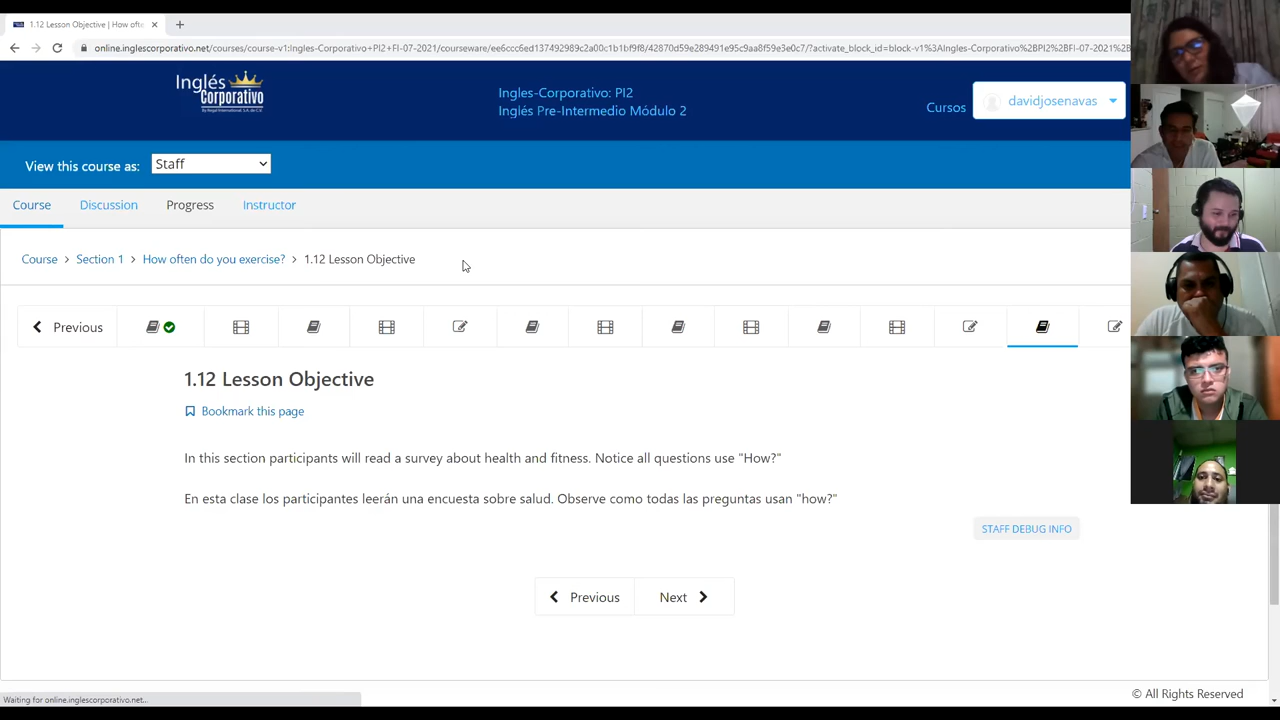 1.12 Lesson Objective | How ofte
online.inglescorporativo.net/courses/course-v1:Ingles-Corporativo+PI2+FI-07-2021/courseware/ee6ccc6ed137492989c2a00c1b1bf9f8/42870d59e289491e95c9aa8f59e3e0c7/?activate_block_id=block-v1%3AIngles-Corporativo%2BPI2%2BFI-07-2021%2B
Inglés
Corporativo
By Regal International, S.A. de C.V.
Ingles-Corporativo: PI2
Inglés Pre-Intermedio Módulo 2
Cursos
davidjosenavas
View this course as:
Staff
Course
Discussion
Progress
Instructor
Course > Section 1 > How often do you exercise? > 1.12 Lesson Objective
Previous
1.12 Lesson Objective
Bookmark this page
In this section participants will read a survey about health and fitness. Notice all questions use "How?"
En esta clase los participantes leerán una encuesta sobre salud. Observe como todas las preguntas usan "how?"
STAFF DEBUG INFO
Previous
Next
Waiting for online.inglescorporativo.net...
© All Rights Reserved